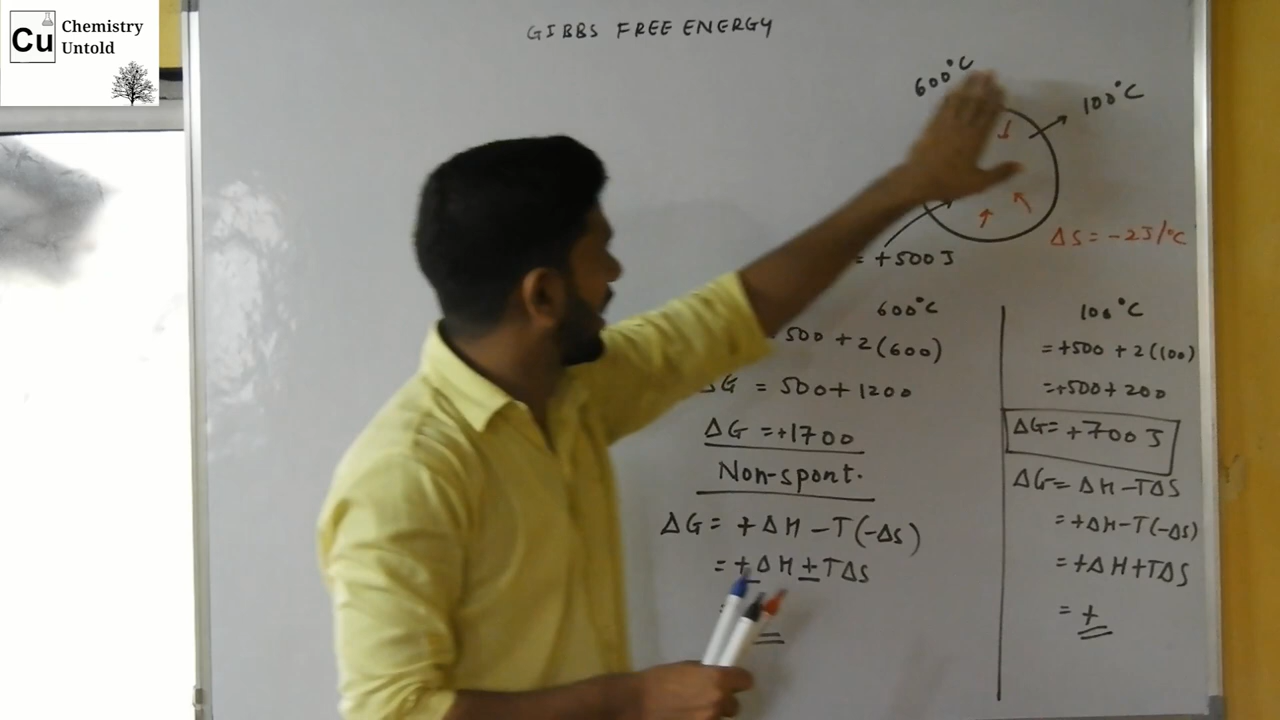 Cu
Chemistry
Untold
GIBBS FREE ENERGY
600°C
100°C
ΔS = -2J/°C
= +500J
600°C
500 + 2(600)
ΔG = 500 + 1200
ΔG = +1700
Non-spont.
ΔG = +ΔH - T(-ΔS)
= +ΔH + TΔS
100°C
= +500 + 2(100)
= +500 + 200
ΔG = +700J
ΔG = ΔH - TΔS
= +ΔH - T(-ΔS)
= +ΔH + TΔS
= +